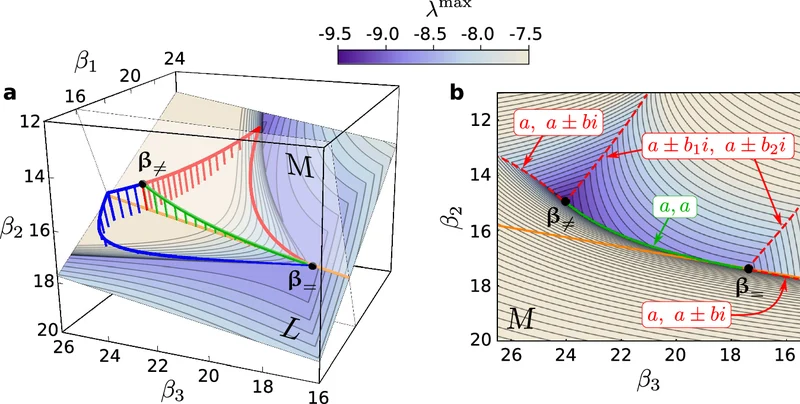 λ^max
-9.5 -9.0 -8.5 -8.0 -7.5
a
β₁
16 20 24
12
14
16
18
20
β₂
β≠
M
β₌
L
26 24 22 20 18 16
β₃
b
12
14
16
18
20
β₂
a, a ± bi
a ± b₁i, a ± b₂i
a, a
β≠
β₌
a, a ± bi
M
26 24 22 20 18 16
β₃